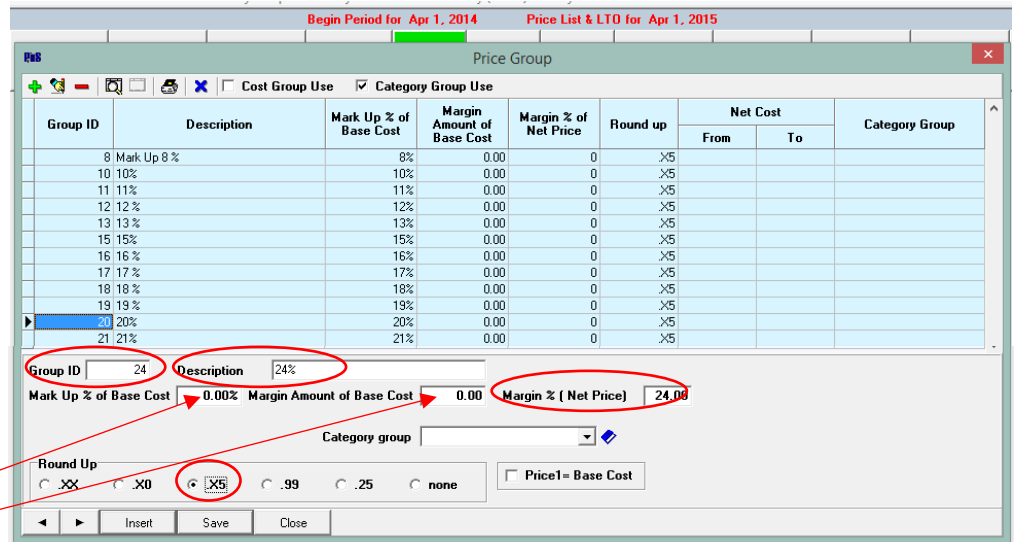 Begin Period for Apr 1, 2014 Price List & LTO for Apr 1, 2015
Price Group
Cost Group Use Category Group Use
Group ID Description Mark Up % of Base Cost Margin Amount of Base Cost Margin % of Net Price Round up Net Cost From To Category Group
8 Mark Up 8 % 8% 0.00 0 .X5
10 10% 10% 0.00 0 .X5
11 11% 11% 0.00 0 .X5
12 12 % 12% 0.00 0 .X5
13 13 % 13% 0.00 0 .X5
15 15% 15% 0.00 0 .X5
16 16 % 16% 0.00 0 .X5
17 17 % 17% 0.00 0 .X5
18 18 % 18% 0.00 0 .X5
19 19 % 19% 0.00 0 .X5
20 20% 20% 0.00 0 .X5
21 21% 21% 0.00 0 .X5
Group ID 24 Description 24%
Mark Up % of Base Cost 0.00% Margin Amount of Base Cost 0.00 Margin % ( Net Price) 24.00
Category group
Round Up
.XX .X0 .X5 .99 .25 none Price1= Base Cost
Insert Save Close